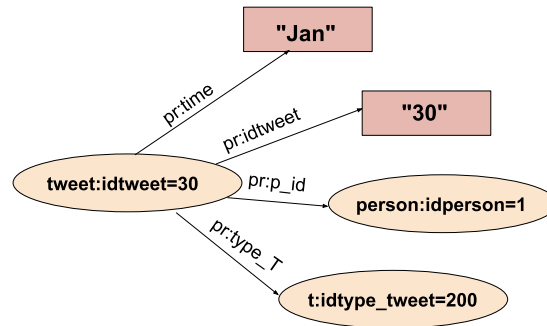 "Jan"
pr:time
"30"
pr:idtweet
tweet:idtweet=30
pr:p_id
person:idperson=1
pr:type_T
t:idtype_tweet=200